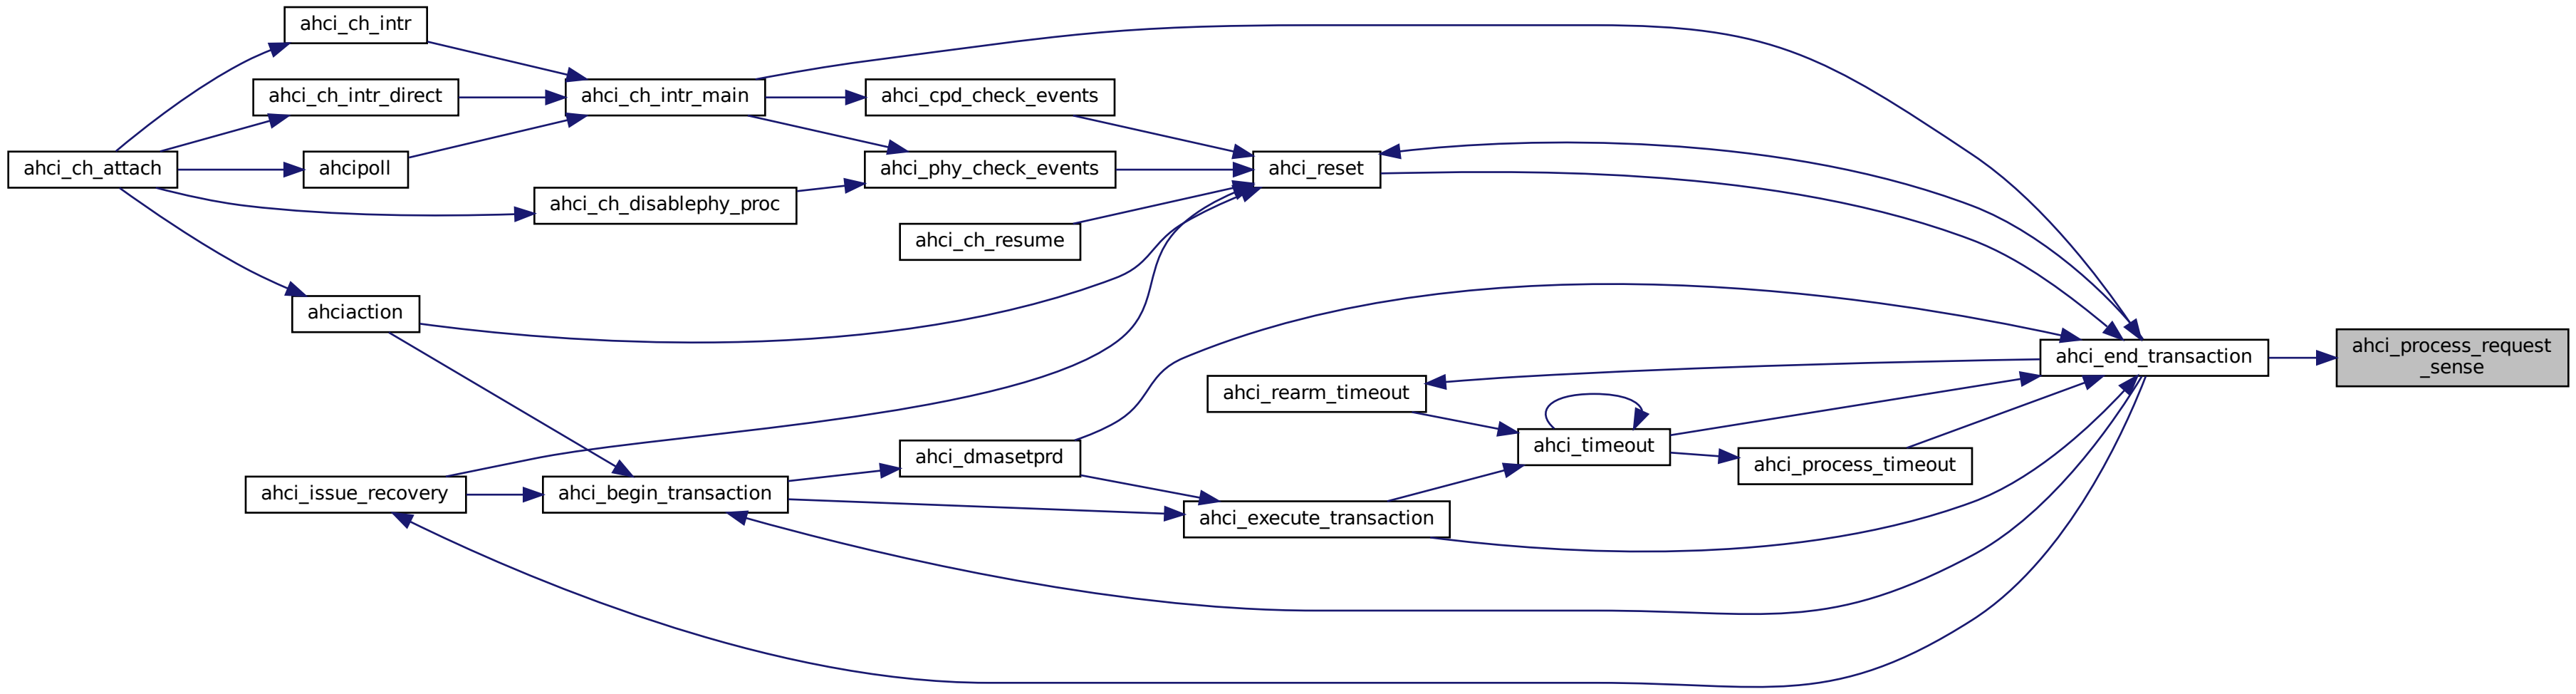 ahci_ch_intr
ahci_ch_intr_direct
ahci_ch_intr_main
ahci_cpd_check_events
ahci_ch_attach
ahcipoll
ahci_phy_check_events
ahci_reset
ahci_ch_disablephy_proc
ahci_ch_resume
ahciaction
ahci_end_transaction
ahci_process_request
_sense
ahci_rearm_timeout
ahci_timeout
ahci_dmasetprd
ahci_process_timeout
ahci_issue_recovery
ahci_begin_transaction
ahci_execute_transaction